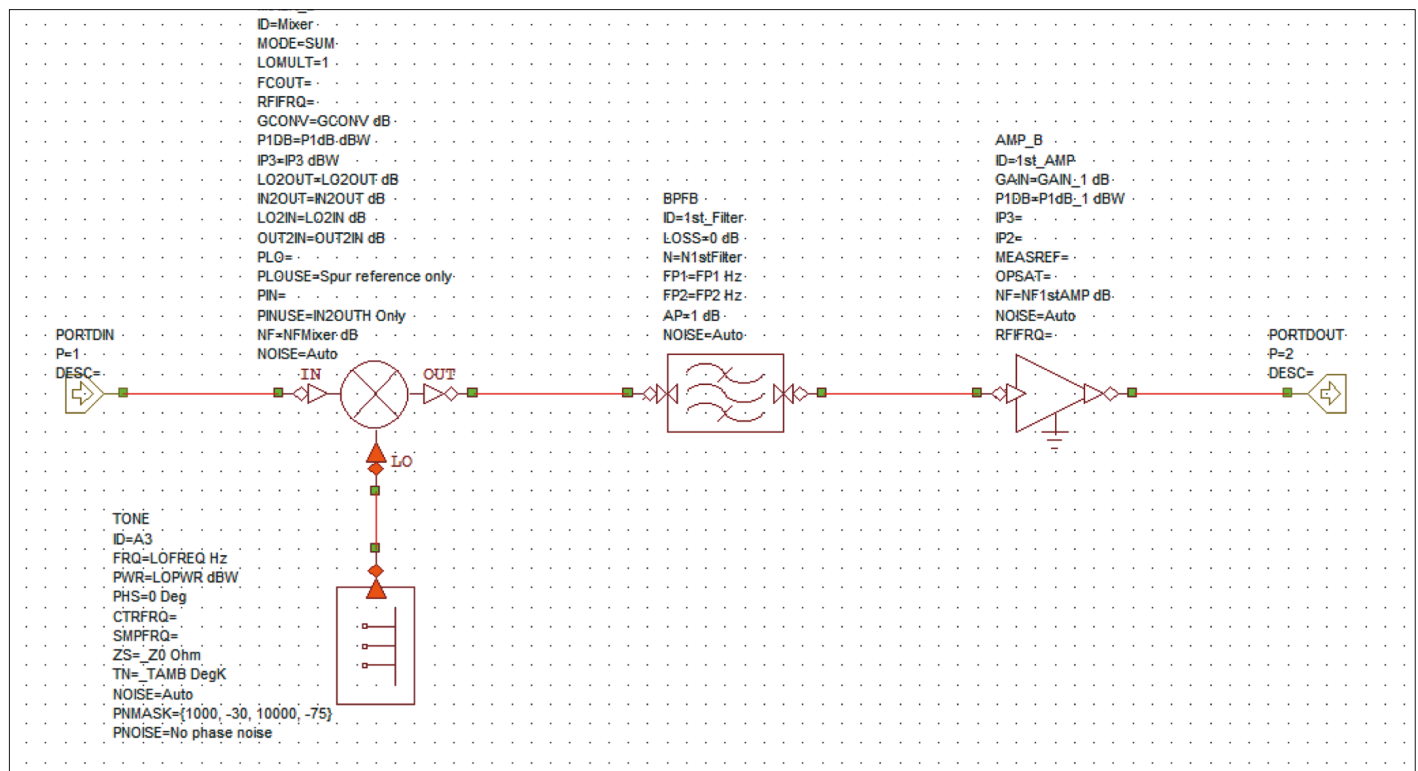 ID=Mixer
MODE=SUM
LOMULT=1
FCOUT=
RFIFRQ=
GCONV=GCONV dB
P1DB=P1dB dBW
IP3=IP3 dBW
LO2OUT=LO2OUT dB
IN2OUT=IN2OUT dB
LO2IN=LO2IN dB
OUT2IN=OUT2IN dB
PLO=
PLOUSE=Spur reference only
PIN=
PINUSE=IN2OUTH Only
NF=NFMixer dB
NOISE=Auto
BPFB
ID=1st_Filter
LOSS=0 dB
N=N1stFilter
FP1=FP1 Hz
FP2=FP2 Hz
AP=1 dB
NOISE=Auto
AMP_B
ID=1st_AMP
GAIN=GAIN_1 dB
P1DB=P1dB_1 dBW
IP3=
IP2=
MEASREF=
OPSAT=
NF=NF1stAMP dB
NOISE=Auto
RFIFRQ=
PORTDIN
P=1
DESC=
PORTDOUT
P=2
DESC=
IN
OUT
LO
TONE
ID=A3
FRQ=LOFREQ Hz
PWR=LOPWR dBW
PHS=0 Deg
CTRFRQ=
SMPFRQ=
ZS=_Z0 Ohm
TN=_TAMB DegK
NOISE=Auto
PNMASK={1000, -30, 10000, -75}
PNOISE=No phase noise